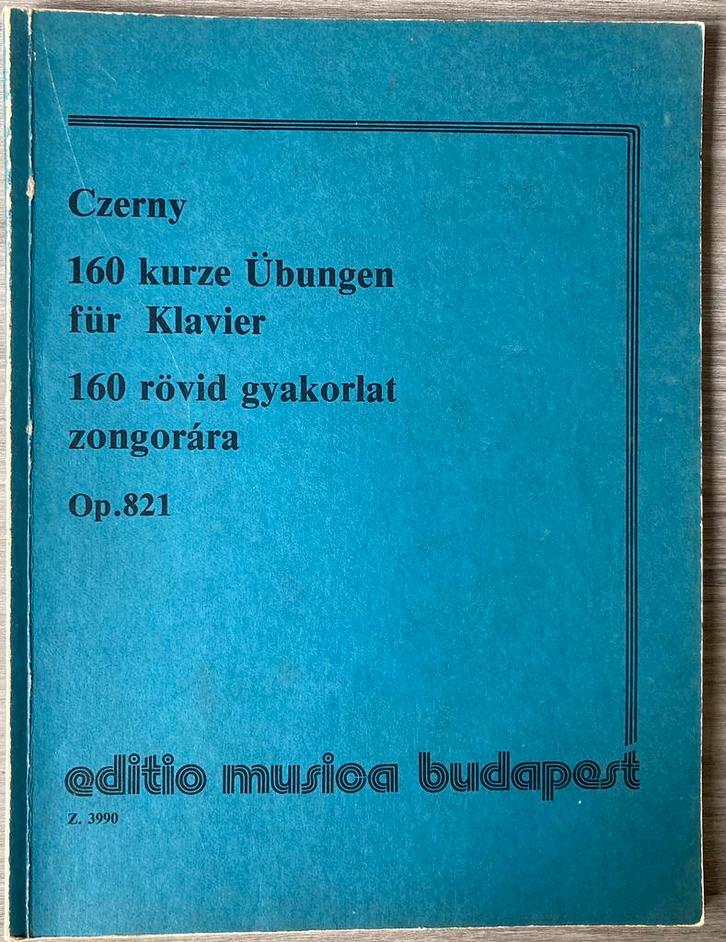 Czerny
160 kurze Übungen
für Klavier
160 rövid gyakorlat
zongorára
Op.821
editio musica budapest
Z. 3990